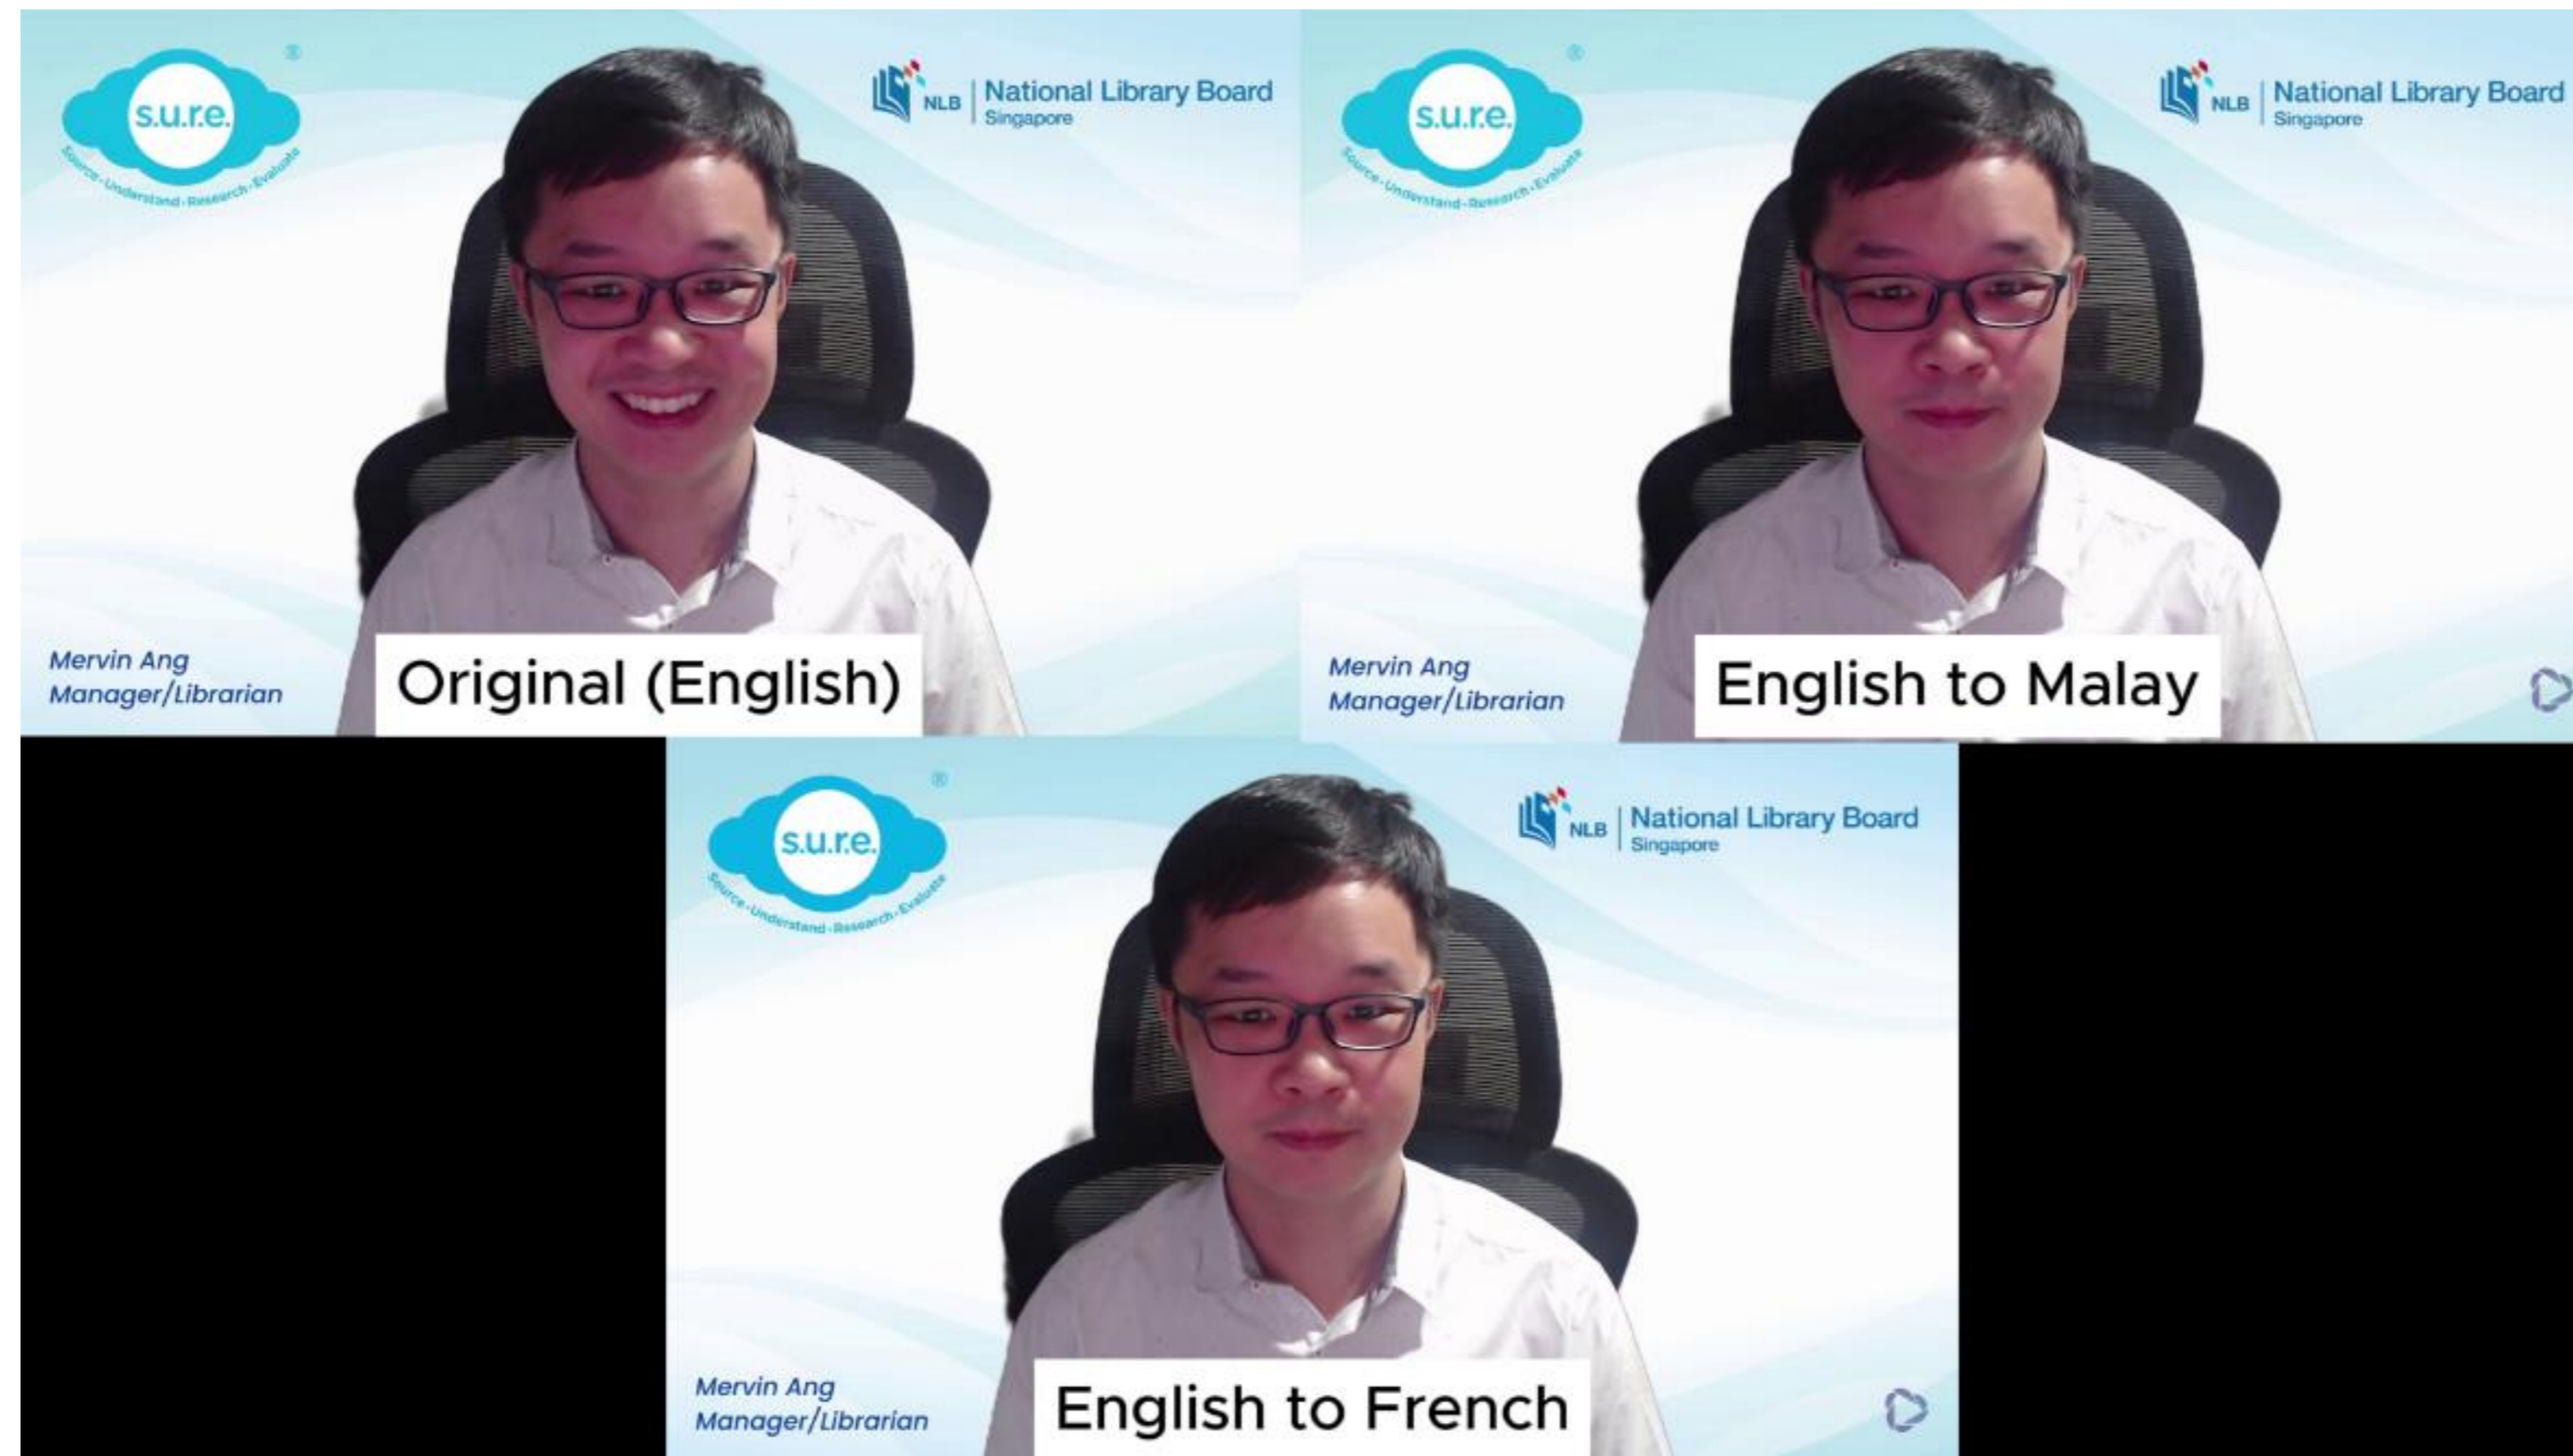 s.u.r.e.
®
Source·Understand·Research·Evaluate
NLB
National Library Board
Singapore
Mervin Ang
Manager/Librarian
Original (English)
s.u.r.e.
®
Source·Understand·Research·Evaluate
NLB
National Library Board
Singapore
Mervin Ang
Manager/Librarian
English to Malay
s.u.r.e.
®
Source·Understand·Research·Evaluate
NLB
National Library Board
Singapore
Mervin Ang
Manager/Librarian
English to French